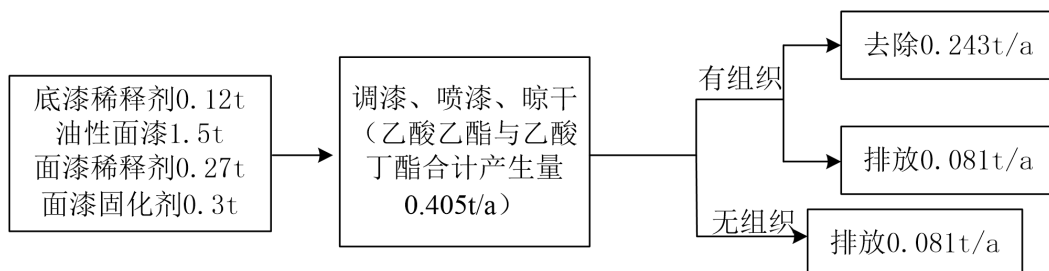 底漆稀释剂0.12t
油性面漆1.5t
面漆稀释剂0.27t
面漆固化剂0.3t
调漆、喷漆、晾干
（乙酸乙酯与乙酸
丁酯合计产生量
0.405t/a）
有组织
去除0.243t/a
排放0.081t/a
无组织
排放0.081t/a